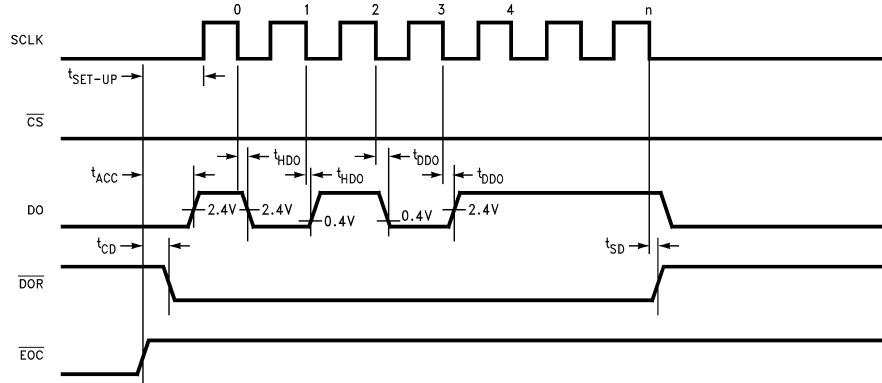 0 1 2 3 4 n
SCLK
tSET-UP
CS
tHDO tHDO tDDO tDDO
tACC
DO
2.4V 2.4V 0.4V 0.4V 2.4V
tCD tSD
DOR
EOC